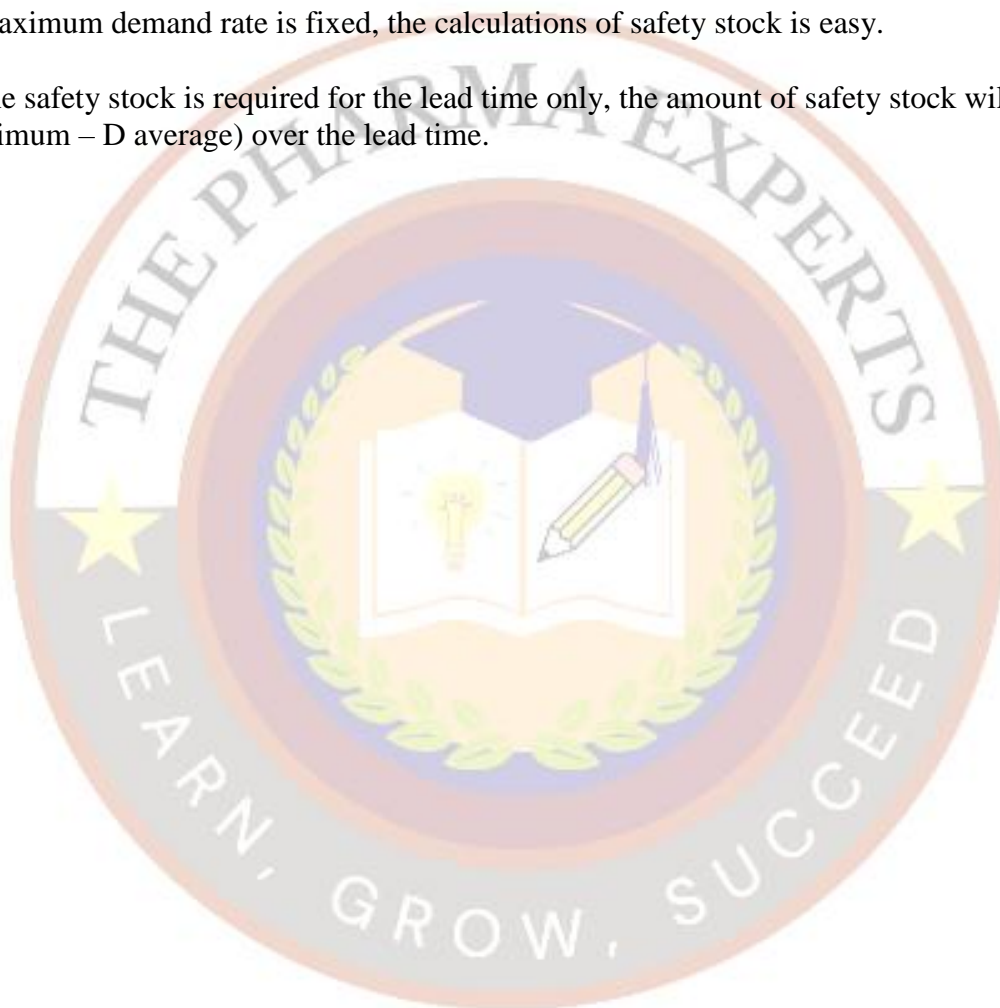 aximum demand rate is fixed, the calculations of safety stock is easy.
e safety stock is required for the lead time only, the amount of safety stock wil
imum – D average) over the lead time.
THE PHARMA EXPERTS
LEARN, GROW, SUCCEED